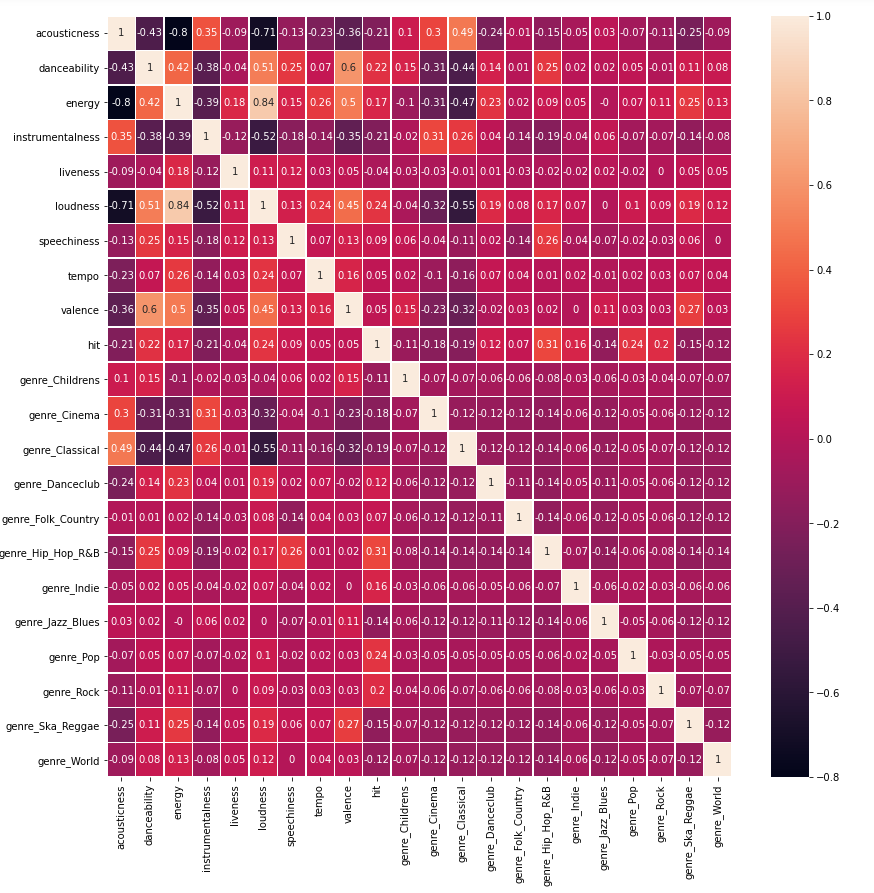 acousticness 1 -0.43 -0.8 0.35 -0.09 -0.71 -0.13 -0.23 -0.36 -0.21 0.1 0.3 0.49 -0.24 -0.01 -0.15 -0.05 0.03 -0.07 -0.11 -0.25 -0.09
danceability -0.43 1 0.42 -0.38 -0.04 0.51 0.25 0.07 0.6 0.22 0.15 -0.31 -0.44 0.14 0.01 0.25 0.02 0.02 0.05 -0.01 0.11 0.08
energy -0.8 0.42 1 -0.39 0.18 0.84 0.15 0.26 0.5 0.17 -0.1 -0.31 -0.47 0.23 0.02 0.09 0.05 -0 0.07 0.11 0.25 0.13
instrumentalness 0.35 -0.38 -0.39 1 -0.12 -0.52 -0.18 -0.14 -0.35 -0.21 -0.02 0.31 0.26 0.04 -0.14 -0.19 -0.04 0.06 -0.07 -0.07 -0.14 -0.08
liveness -0.09 -0.04 0.18 -0.12 1 0.11 0.12 0.03 0.05 -0.04 -0.03 -0.03 -0.01 0.01 -0.03 -0.02 -0.02 0.02 -0.02 0 0.05 0.05
loudness -0.71 0.51 0.84 -0.52 0.11 1 0.13 0.24 0.45 0.24 -0.04 -0.32 -0.55 0.19 0.08 0.17 0.07 0 0.1 0.09 0.19 0.12
speechiness -0.13 0.25 0.15 -0.18 0.12 0.13 1 0.07 0.13 0.09 0.06 -0.04 -0.11 0.02 -0.14 0.26 -0.04 -0.07 -0.02 -0.03 0.06 0
tempo -0.23 0.07 0.26 -0.14 0.03 0.24 0.07 1 0.16 0.05 0.02 -0.1 -0.16 0.07 0.04 0.01 0.02 -0.01 0.02 0.03 0.07 0.04
valence -0.36 0.6 0.5 -0.35 0.05 0.45 0.13 0.16 1 0.05 0.15 -0.23 -0.32 -0.02 0.03 0.02 0 0.11 0.03 0.03 0.27 0.03
hit -0.21 0.22 0.17 -0.21 -0.04 0.24 0.09 0.05 0.05 1 -0.11 -0.18 -0.19 0.12 0.07 0.31 0.16 -0.14 0.24 0.2 -0.15 -0.12
genre_Childrens 0.1 0.15 -0.1 -0.02 -0.03 -0.04 0.06 0.02 0.15 -0.11 1 -0.07 -0.07 -0.06 -0.06 -0.08 -0.03 -0.06 -0.03 -0.04 -0.07 -0.07
genre_Cinema 0.3 -0.31 -0.31 0.31 -0.03 -0.32 -0.04 -0.1 -0.23 -0.18 -0.07 1 -0.12 -0.12 -0.12 -0.14 -0.06 -0.12 -0.05 -0.06 -0.12 -0.12
genre_Classical 0.49 -0.44 -0.47 0.26 -0.01 -0.55 -0.11 -0.16 -0.32 -0.19 -0.07 -0.12 1 -0.12 -0.12 -0.14 -0.06 -0.12 -0.05 -0.07 -0.12 -0.12
genre_Danceclub -0.24 0.14 0.23 0.04 0.01 0.19 0.02 0.07 -0.02 0.12 -0.06 -0.12 -0.12 1 -0.11 -0.14 -0.05 -0.11 -0.05 -0.06 -0.12 -0.12
genre_Folk_Country -0.01 0.01 0.02 -0.14 -0.03 0.08 -0.14 0.04 0.03 0.07 -0.06 -0.12 -0.12 -0.11 1 -0.14 -0.06 -0.12 -0.05 -0.06 -0.12 -0.12
genre_Hip_Hop_R&B -0.15 0.25 0.09 -0.19 -0.02 0.17 0.26 0.01 0.02 0.31 -0.08 -0.14 -0.14 -0.14 -0.14 1 -0.07 -0.14 -0.06 -0.08 -0.14 -0.14
genre_Indie -0.05 0.02 0.05 -0.04 -0.02 0.07 -0.04 0.02 0 0.16 -0.03 -0.06 -0.06 -0.05 -0.06 -0.07 1 -0.06 -0.02 -0.03 -0.06 -0.06
genre_Jazz_Blues 0.03 0.02 -0 0.06 0.02 0 -0.07 -0.01 0.11 -0.14 -0.06 -0.12 -0.12 -0.11 -0.12 -0.14 -0.06 1 -0.05 -0.06 -0.12 -0.12
genre_Pop -0.07 0.05 0.07 -0.07 -0.02 0.1 -0.02 0.02 0.03 0.24 -0.03 -0.05 -0.05 -0.05 -0.05 -0.06 -0.02 -0.05 1 -0.03 -0.05 -0.05
genre_Rock -0.11 -0.01 0.11 -0.07 0 0.09 -0.03 0.03 0.03 0.2 -0.04 -0.06 -0.07 -0.06 -0.06 -0.08 -0.03 -0.06 -0.03 1 -0.07 -0.07
genre_Ska_Reggae -0.25 0.11 0.25 -0.14 0.05 0.19 0.06 0.07 0.27 -0.15 -0.07 -0.12 -0.12 -0.12 -0.12 -0.14 -0.06 -0.12 -0.05 -0.07 1 -0.12
genre_World -0.09 0.08 0.13 -0.08 0.05 0.12 0 0.04 0.03 -0.12 -0.07 -0.12 -0.12 -0.12 -0.12 -0.14 -0.06 -0.12 -0.05 -0.07 -0.12 1
acousticness
danceability
energy
instrumentalness
liveness
loudness
speechiness
tempo
valence
hit
genre_Childrens
genre_Cinema
genre_Classical
genre_Danceclub
genre_Folk_Country
genre_Hip_Hop_R&B
genre_Indie
genre_Jazz_Blues
genre_Pop
genre_Rock
genre_Ska_Reggae
genre_World
1.0
0.8
0.6
0.4
0.2
0.0
−0.2
−0.4
−0.6
−0.8